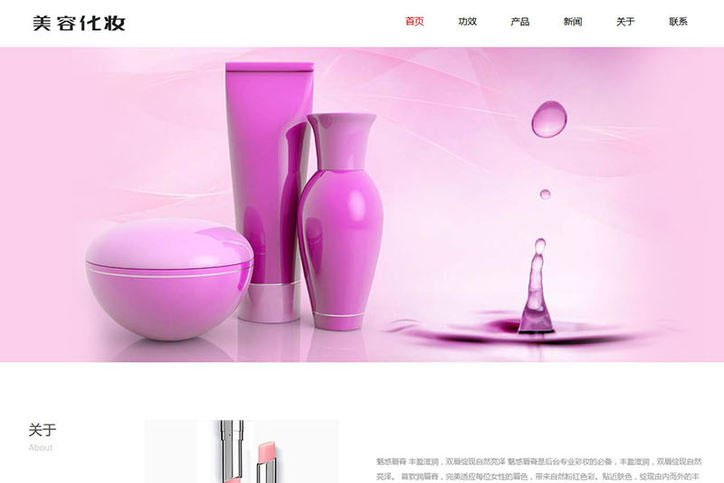 美容化妆
首页 功效 产品 新闻 关于 联系
关于
About
魅惑唇膏 丰盈滋润，双唇绽现自然亮泽 魅惑唇膏是后台专业彩妆的必备，丰盈滋润，双唇绽现自然
亮泽。 首款润唇膏，完美适应每位女性的唇色，带来自然粉红色彩。贴近肤色，绽现由内而外的丰